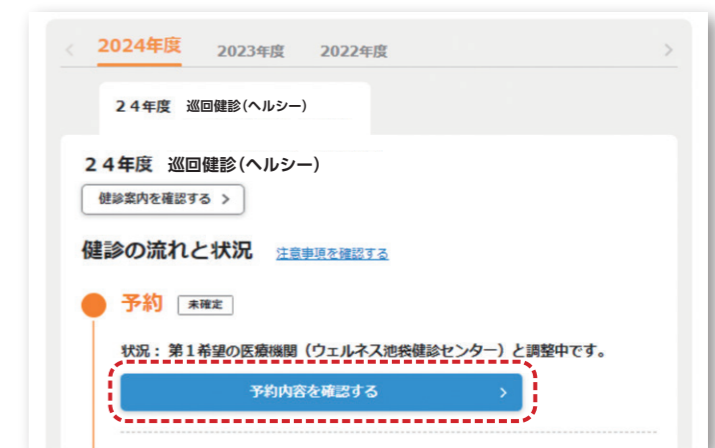 2024年度 2023年度 2022年度
24年度 巡回健診(ヘルシー)
24年度 巡回健診(ヘルシー)
健診案内を確認する
健診の流れと状況 注意事項を確認する
予約 未確定
状況: 第1希望の医療機関(ウェルネス池袋健診センター)と調整中です。
予約内容を確認する